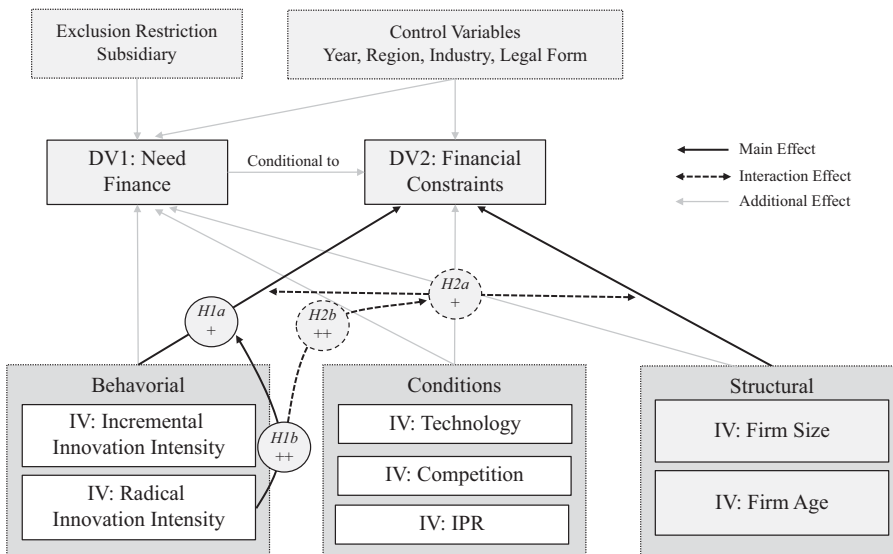 Exclusion Restriction
Subsidiary
Control Variables
Year, Region, Industry, Legal Form
DV1: Need
Finance
Conditional to
DV2: Financial
Constraints
Main Effect
Interaction Effect
Additional Effect
H1a
+
H2b
++
H2a
+
Behavorial
IV: Incremental
Innovation Intensity
H1b
++
IV: Radical
Innovation Intensity
Conditions
IV: Technology
IV: Competition
IV: IPR
Structural
IV: Firm Size
IV: Firm Age